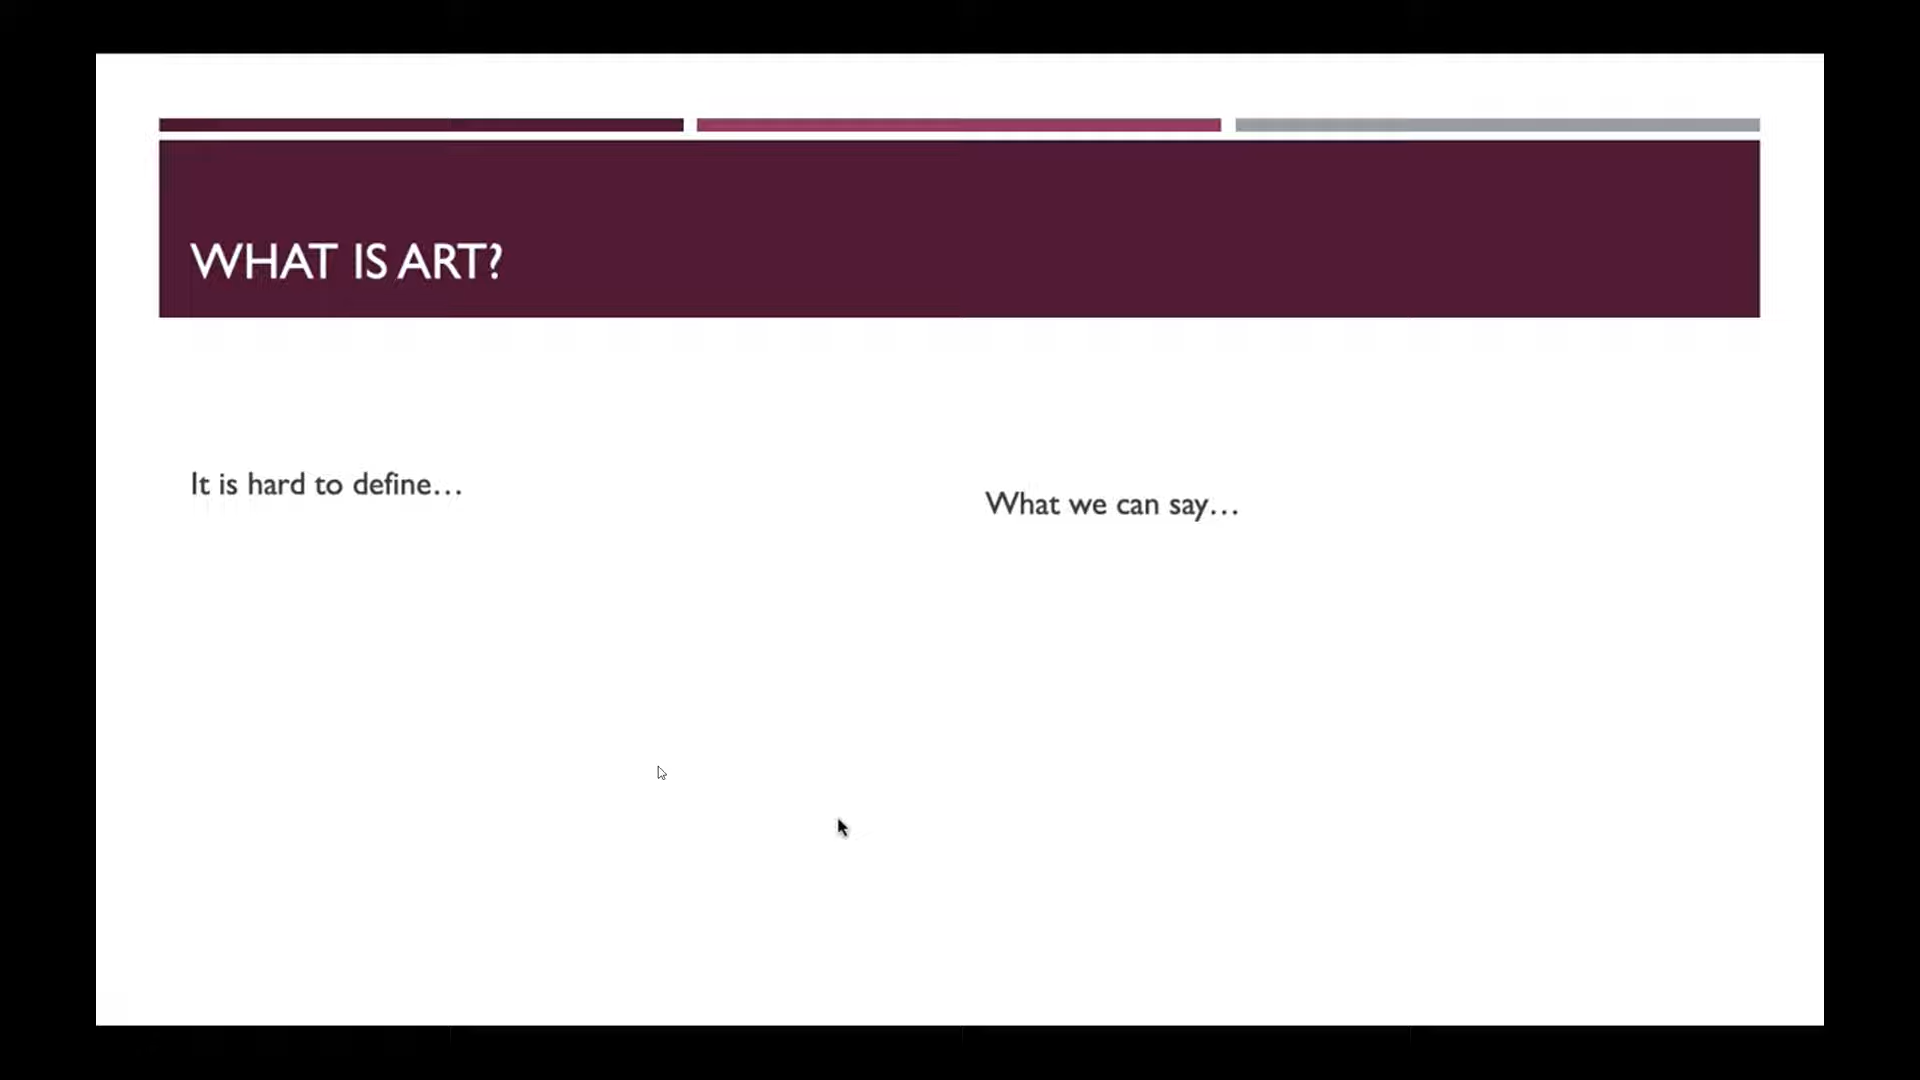 WHAT IS ART?
It is hard to define…
What we can say…